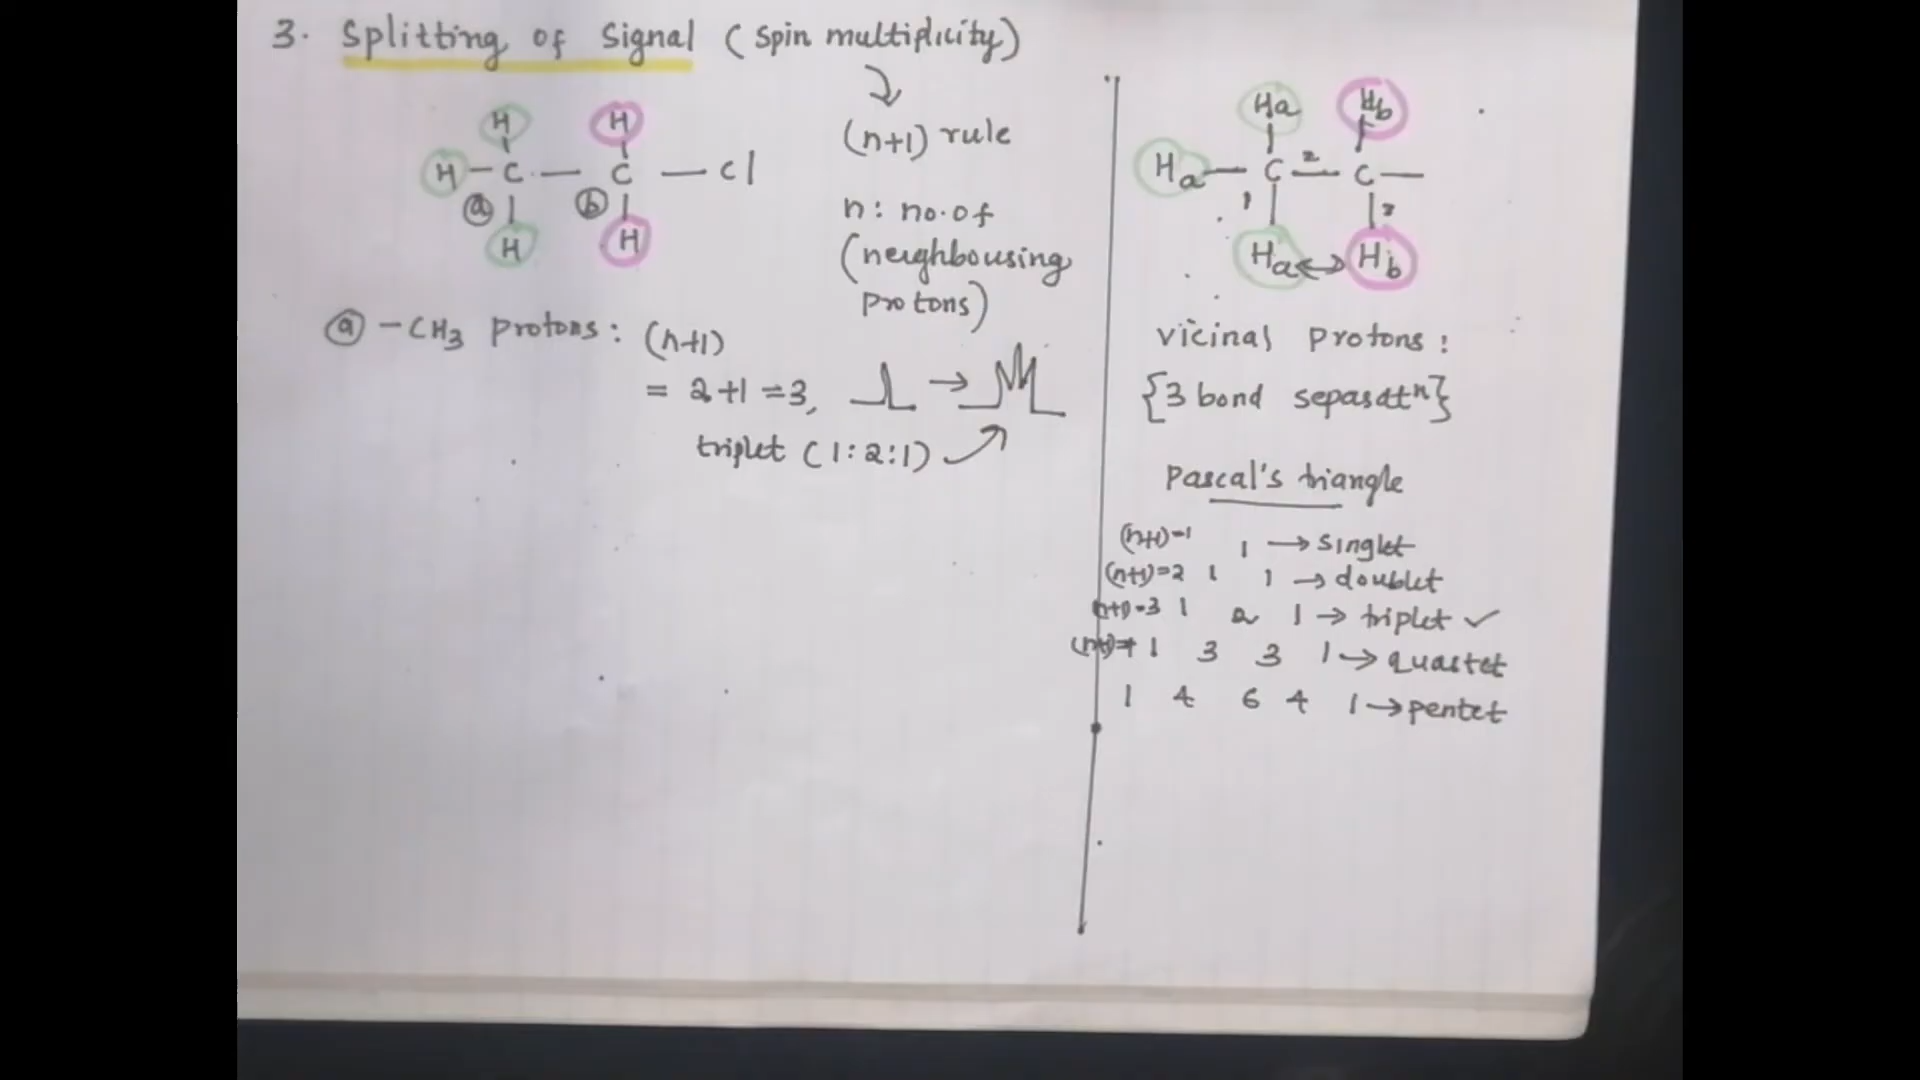 3. Splitting of Signal (spin multiplicity)
(n+1) rule
n: no. of
(neighbouring
protons)
H H
H - C - C - Cl
a b
H H
a -CH3 protons: (n+1)
= 2+1 = 3,
triplet (1:2:1)
Ha Hb
Ha - C 2 C -
1 3
Ha ↔ Hb
vicinal protons:
{3 bond separatn}
Pascal's triangle
(n+1)=1 1 → singlet
(n+1)=2 1 1 → doublet
(n+1)=3 1 2 1 → triplet ✓
(n+1)=4 1 3 3 1 → quartet
1 4 6 4 1 → pentet